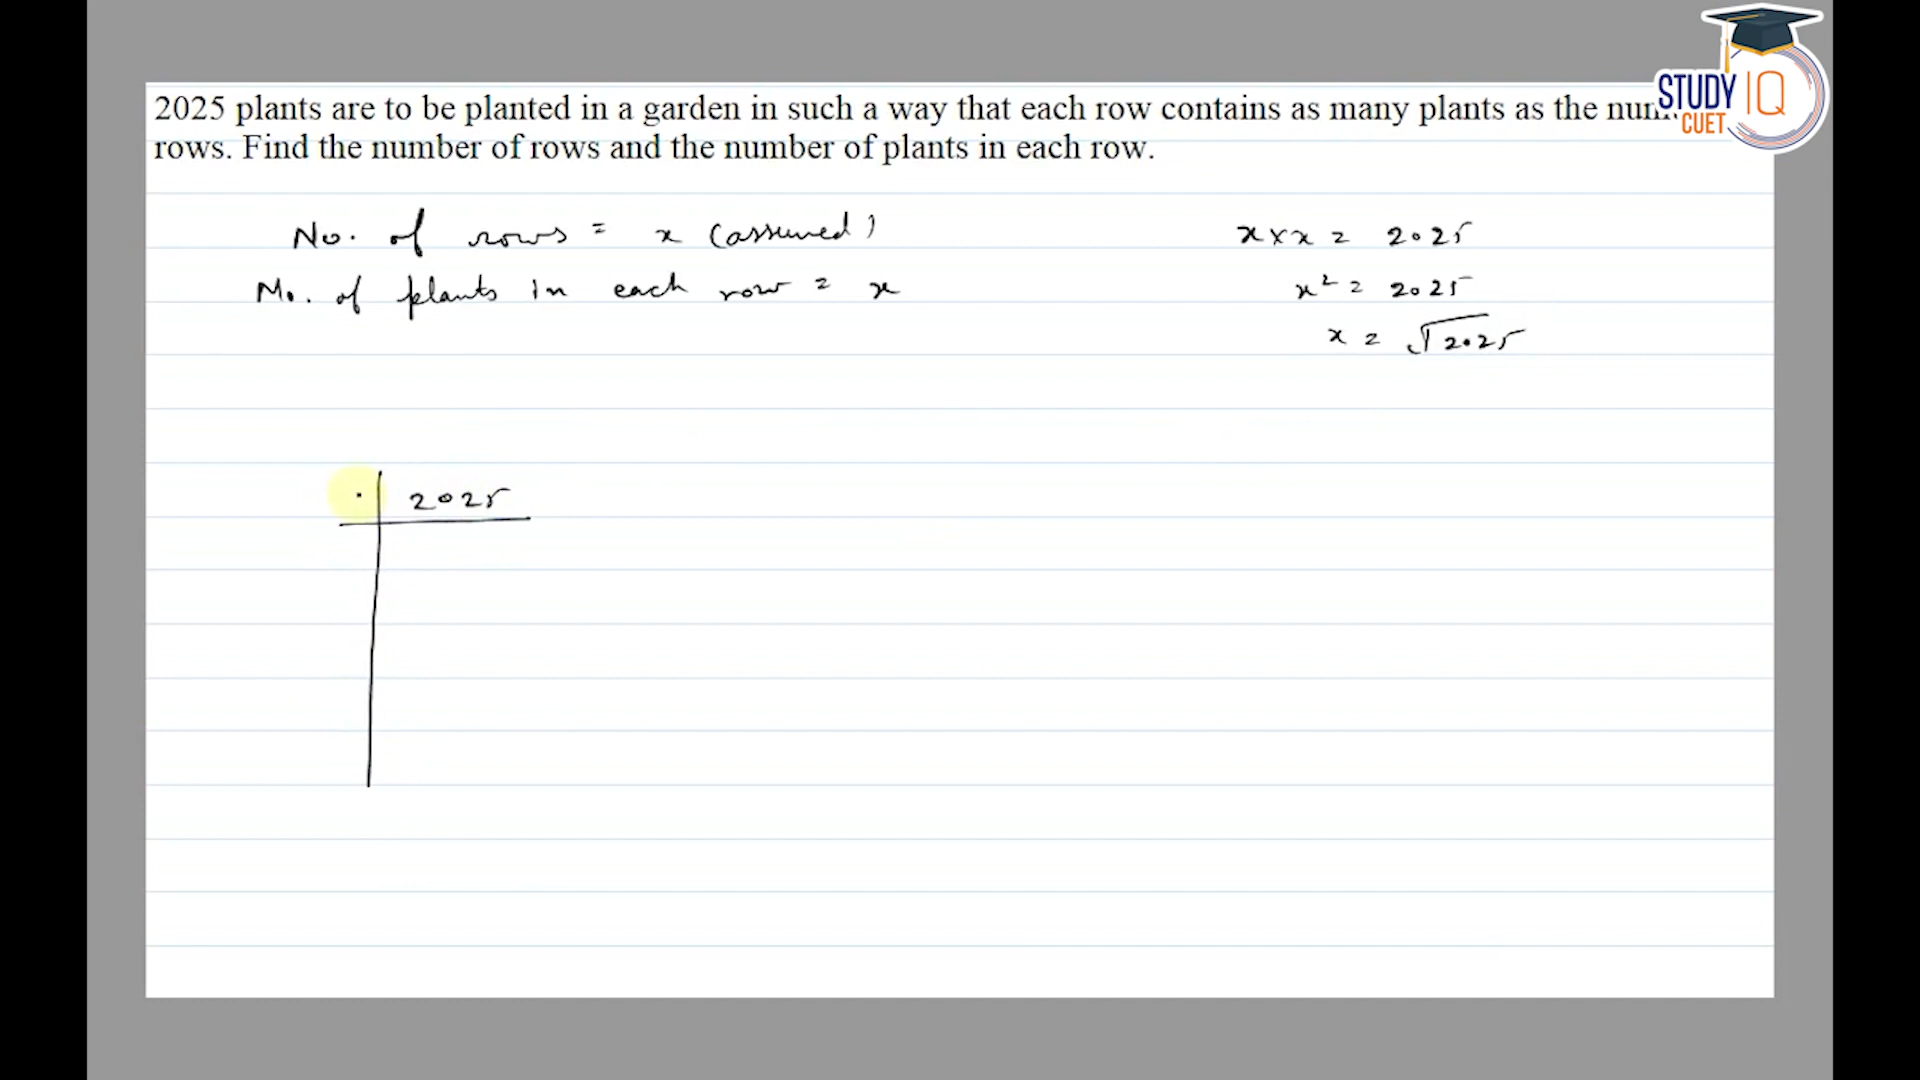 STUDY IQ
CUET
2025 plants are to be planted in a garden in such a way that each row contains as many plants as the
rows. Find the number of rows and the number of plants in each row.
No. of rows = x (assumed)
No. of plants in each row = x
x × x = 2025
x² = 2025
x = √2025
2025